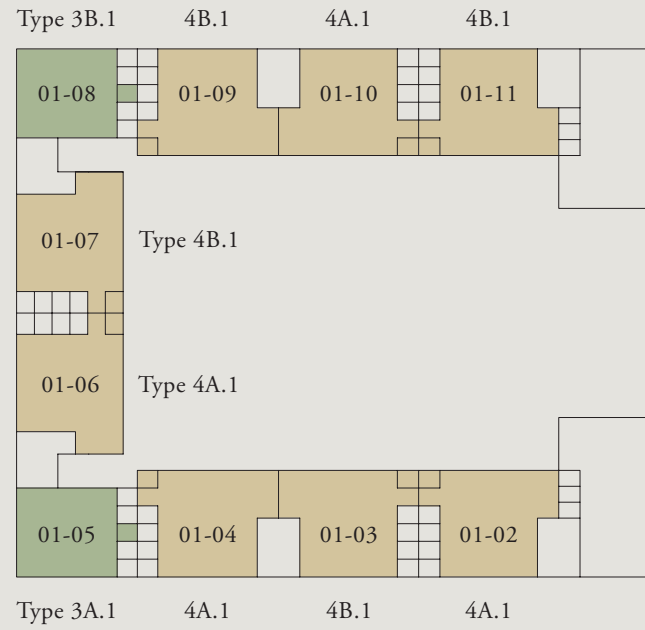 Type 3B.1 4B.1 4A.1 4B.1
01-08 01-09 01-10 01-11
01-07 Type 4B.1
01-06 Type 4A.1
01-05 01-04 01-03 01-02
Type 3A.1 4A.1 4B.1 4A.1